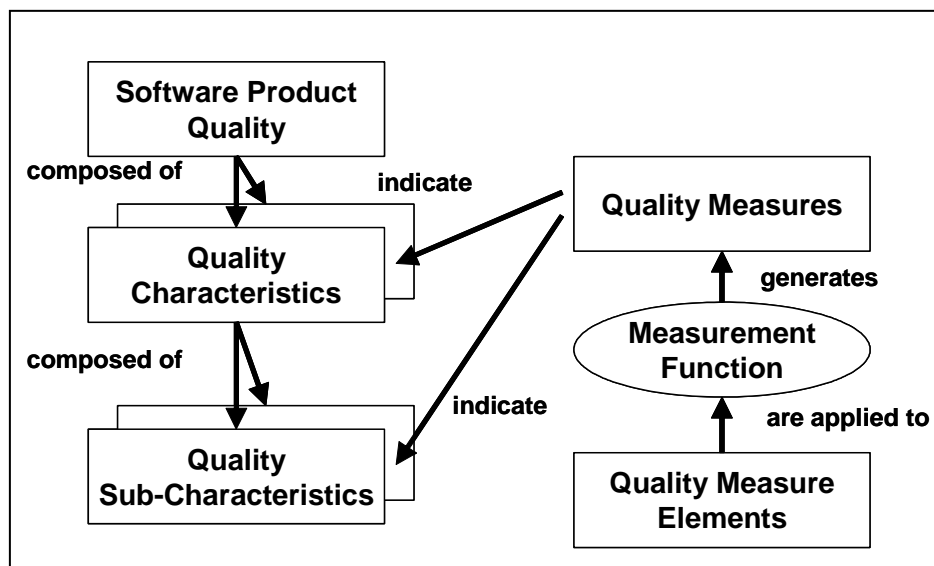 Software Product
Quality
composed of
indicate
Quality Measures
Quality
Characteristics
generates
Measurement
Function
composed of
indicate
are applied to
Quality
Sub-Characteristics
Quality Measure
Elements